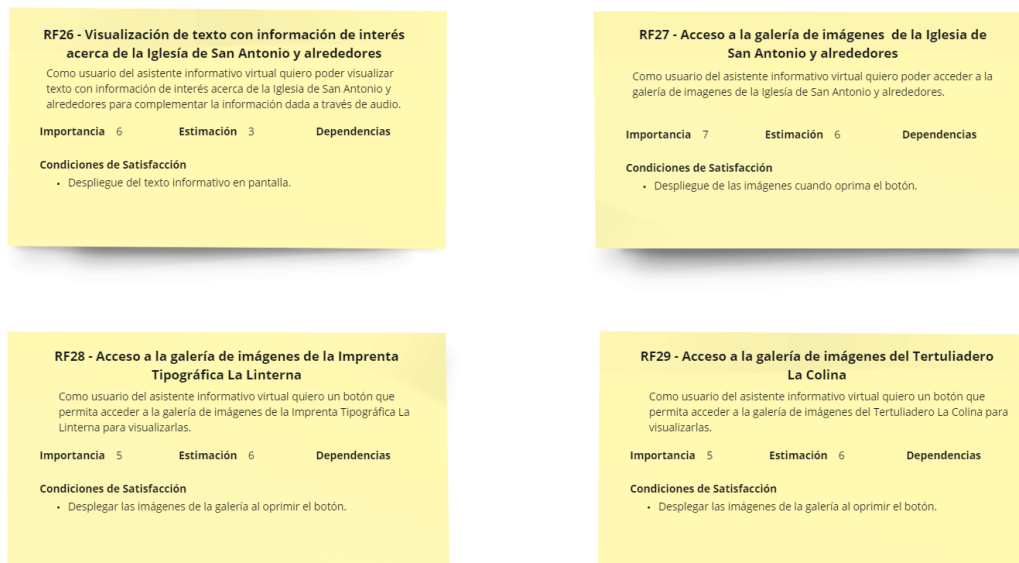 RF26 - Visualización de texto con información de interés
acerca de la Iglesía de San Antonio y alrededores
Como usuario del asistente informativo virtual quiero poder visualizar
texto con información de interés acerca de la Iglesia de San Antonio y
alrededores para complementar la información dada a través de audio.
Importancia 6 Estimación 3 Dependencias
Condiciones de Satisfacción
• Despliegue del texto informativo en pantalla.
RF27 - Acceso a la galería de imágenes de la Iglesia de
San Antonio y alrededores
Como usuario del asistente informativo virtual quiero poder acceder a la
galería de imagenes de la Iglesía de San Antonio y alrededores.
Importancia 7 Estimación 6 Dependencias
Condiciones de Satisfacción
• Despliegue de las imágenes cuando oprima el botón.
RF28 - Acceso a la galería de imágenes de la Imprenta
Tipográfica La Linterna
Como usuario del asistente informativo virtual quiero un botón que
permita acceder a la galería de imágenes de la Imprenta Tipográfica La
Linterna para visualizarlas.
Importancia 5 Estimación 6 Dependencias
Condiciones de Satisfacción
• Desplegar las imágenes de la galería al oprimir el botón.
RF29 - Acceso a la galería de imágenes del Tertuliadero
La Colina
Como usuario del asistente informativo virtual quiero un botón que
permita acceder a la galería de imágenes del Tertuliadero La Colina para
visualizarlas.
Importancia 5 Estimación 6 Dependencias
Condiciones de Satisfacción
• Desplegar las imágenes de la galería al oprimir el botón.